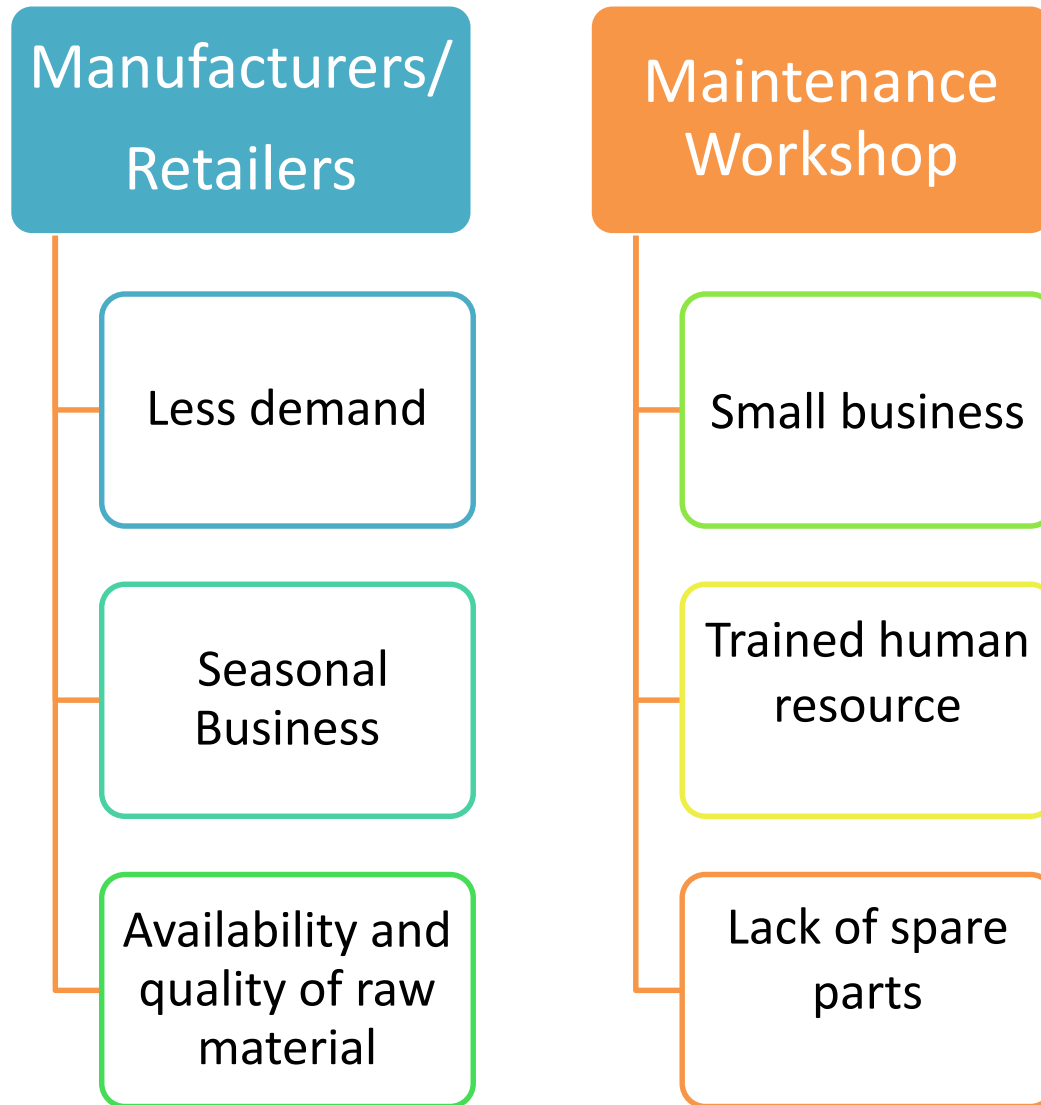 Manufacturers/
Retailers
Less demand
Seasonal
Business
Availability and
quality of raw
material
Maintenance
Workshop
Small business
Trained human
resource
Lack of spare
parts